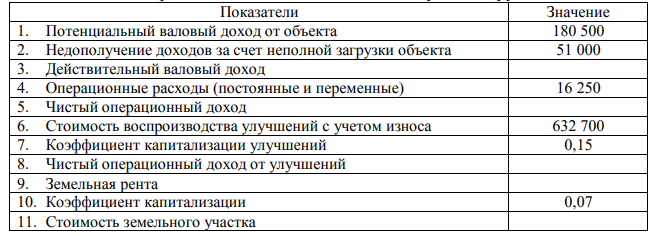 Показатели Значение
1. Потенциальный валовый доход от объекта 180 500
2. Недополучение доходов за счет неполной загрузки объекта 51 000
3. Действительный валовый доход
4. Операционные расходы (постоянные и переменные) 16 250
5. Чистый операционный доход
6. Стоимость воспроизводства улучшений с учетом износа 632 700
7. Коэффициент капитализации улучшений 0,15
8. Чистый операционный доход от улучшений
9. Земельная рента
10. Коэффициент капитализации 0,07
11. Стоимость земельного участка